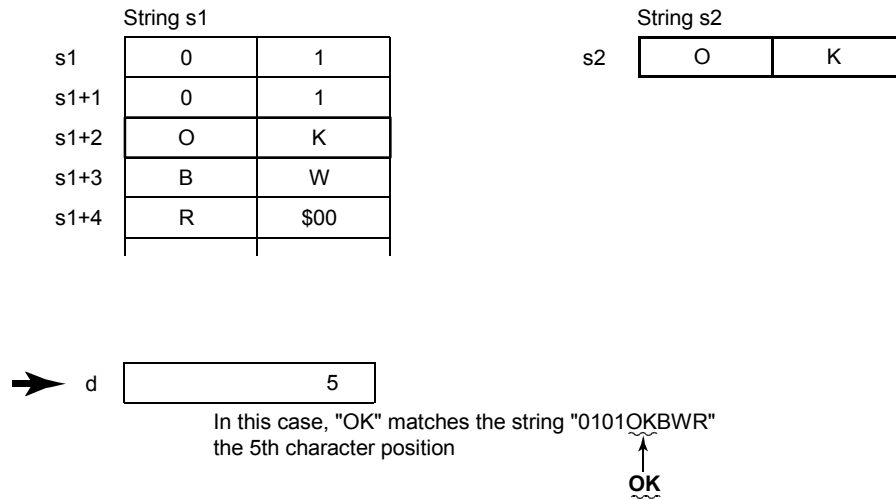 String s1
String s2
s1 0 1
s2 O K
s1+1 0 1
s1+2 O K
s1+3 B W
s1+4 R $00
d 5
In this case, "OK" matches the string "0101OKBWR"
the 5th character position
OK